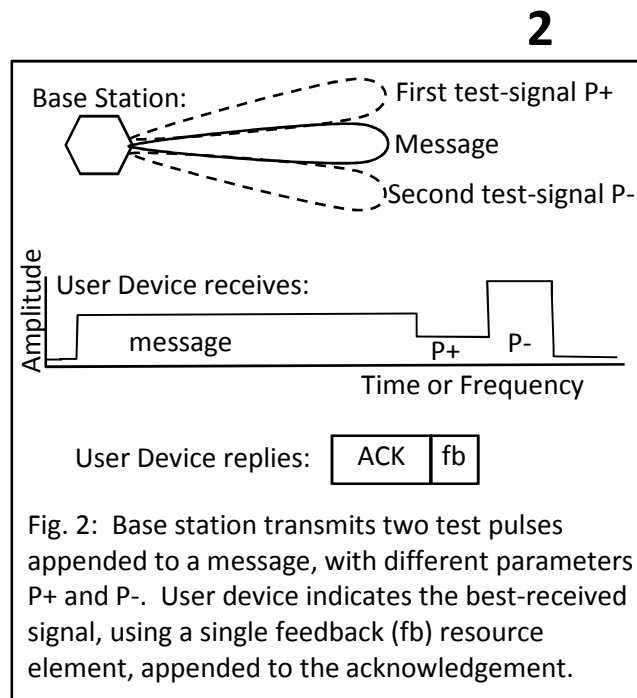 2
Base Station:
First test-signal P+
Message
Second test-signal P-
Amplitude
User Device receives:
message
P+
P-
Time or Frequency
User Device replies:
ACK
fb
Fig. 2:  Base station transmits two test pulses
appended to a message, with different parameters
P+ and P-.  User device indicates the best-received
signal, using a single feedback (fb) resource
element, appended to the acknowledgement.